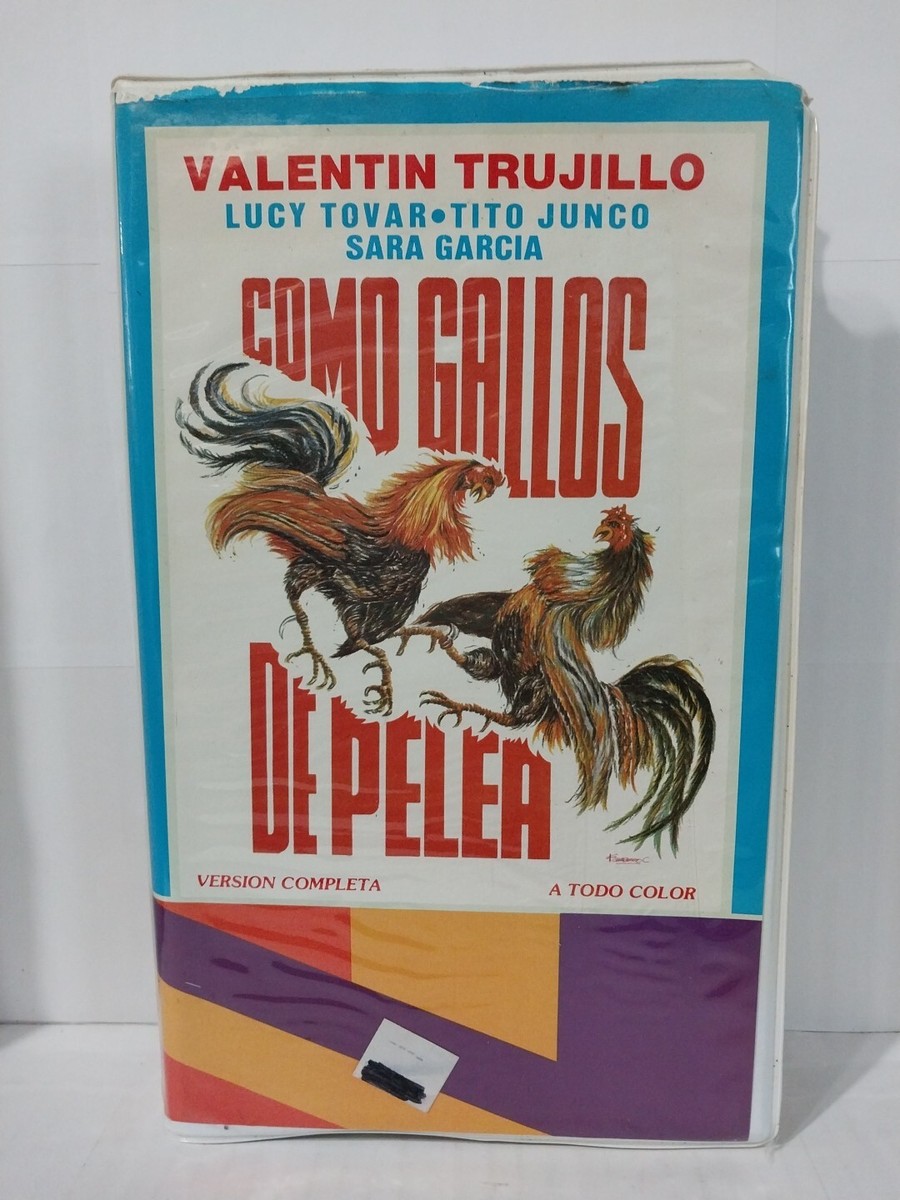 VALENTIN TRUJILLO
LUCY TOVAR•TITO JUNCO
SARA GARCIA
COMO GALLOS
DE PELEA
VERSION COMPLETA
A TODO COLOR